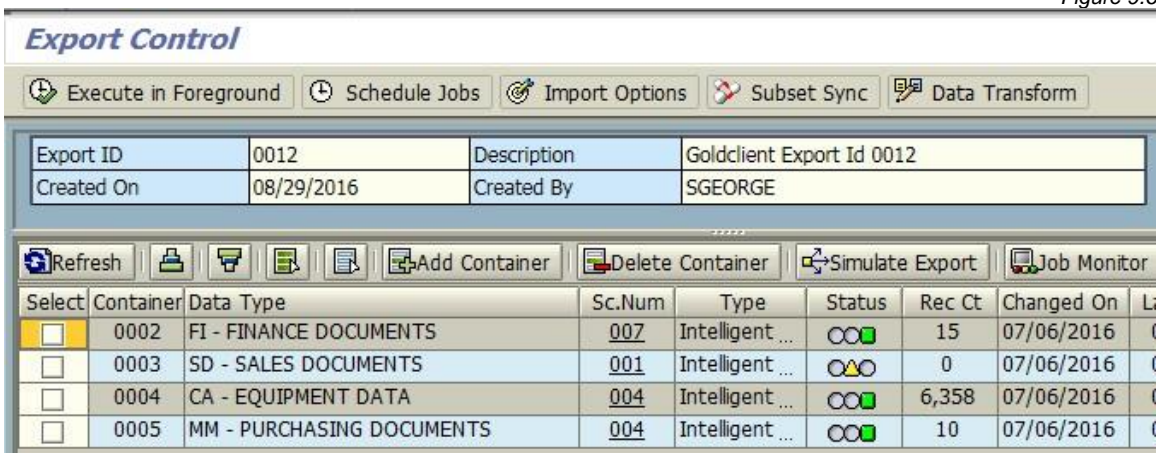 Export Control
Execute in Foreground Schedule Jobs Import Options Subset Sync Data Transform
Export ID 0012 Description Goldclient Export Id 0012
Created On 08/29/2016 Created By SGEORGE
Refresh Add Container Delete Container Simulate Export Job Monitor
Select Container Data Type Sc.Num Type Status Rec Ct Changed On
0002 FI - FINANCE DOCUMENTS 007 Intelligent ... 15 07/06/2016
0003 SD - SALES DOCUMENTS 001 Intelligent ... 0 07/06/2016
0004 CA - EQUIPMENT DATA 004 Intelligent ... 6,358 07/06/2016
0005 MM - PURCHASING DOCUMENTS 004 Intelligent ... 10 07/06/2016